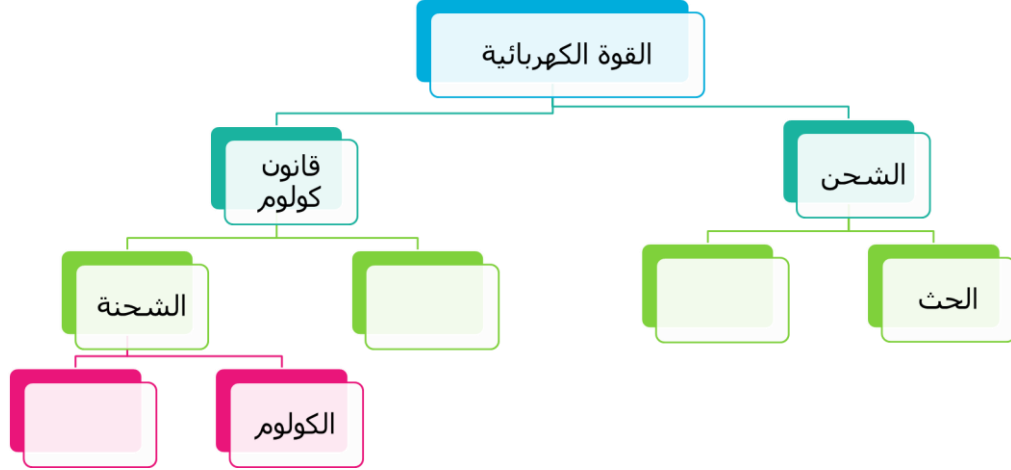 القوة الكهربائية
الشحن
قانون
كولوم
الحث
الشحنة
الكولوم